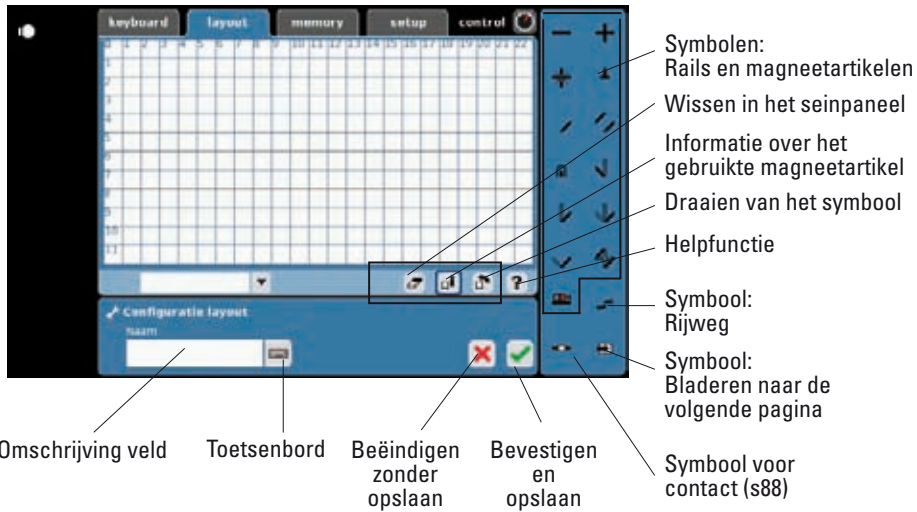 keyboard layout memory setup control
0 1 2 3 4 5 6 7 8 9 10 11 12 13 14 15 16 17 18 19 20 21 22
1
2
3
4
5
6
7
8
9
10
11
?
Configuratie layout
Naam
Symbolen:
Rails en magneetartikelen
Wissen in het seinpaneel
Informatie over het
gebruikte magneetartikel
Draaien van het symbool
Helpfunctie
Symbool:
Rijweg
Symbool:
Bladeren naar de
volgende pagina
Symbool voor
contact (s88)
Omschrijving veld
Toetsenbord
Beëindigen
zonder
opslaan
Bevestigen
en
opslaan